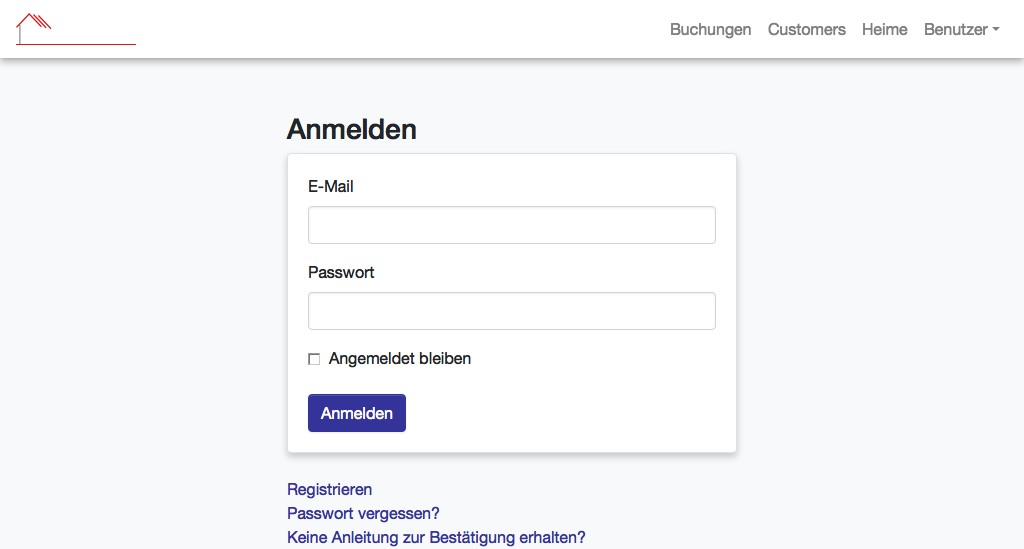 Buchungen Customers Heime Benutzer
Anmelden
E-Mail
Passwort
Angemeldet bleiben
Anmelden
Registrieren
Passwort vergessen?
Keine Anleitung zur Bestätigung erhalten?